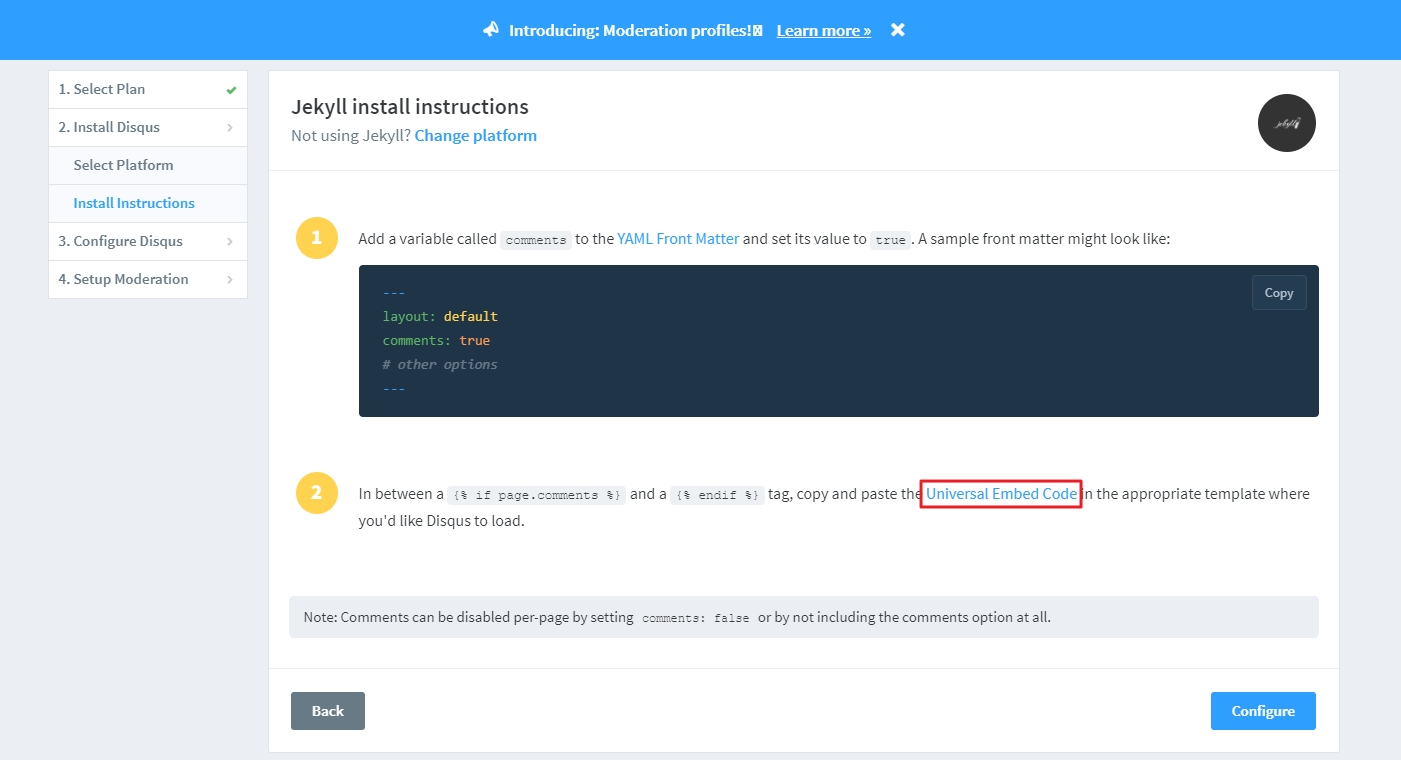 Introducing: Moderation profiles! Learn more »
1. Select Plan
2. Install Disqus
Select Platform
Install Instructions
3. Configure Disqus
4. Setup Moderation
Jekyll install instructions
Not using Jekyll? Change platform
jekyll
1
Add a variable called comments to the YAML Front Matter and set its value to true. A sample front matter might look like:
Copy
---
layout: default
comments: true
# other options
---
2
In between a {% if page.comments %} and a {% endif %} tag, copy and paste the Universal Embed Code in the appropriate template where
you'd like Disqus to load.
Note: Comments can be disabled per-page by setting comments: false or by not including the comments option at all.
Back
Configure